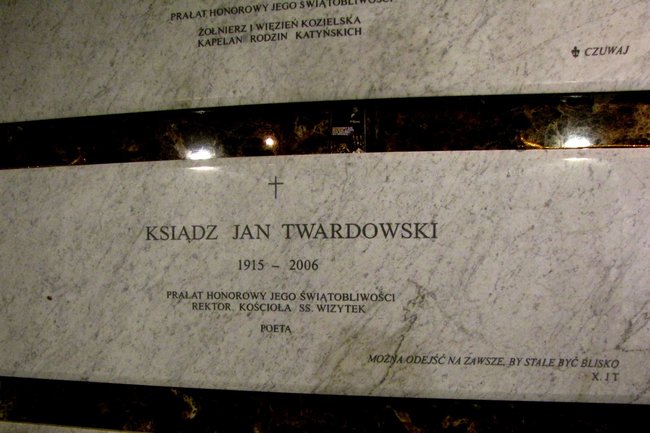 PRAŁAT HONOROWY JEGO ŚWIĄTOBLIWOŚCI
ŻOŁNIERZ I WIĘZIEŃ KOZIELSKA
KAPELAN RODZIN KATYŃSKICH
CZUWAJ
KSIĄDZ JAN TWARDOWSKI
1915 – 2006
PRAŁAT HONOROWY JEGO ŚWIĄTOBLIWOŚCI
REKTOR KOŚCIOŁA SS. WIZYTEK
POETA
MOŻNA ODEJŚĆ NA ZAWSZE, BY STALE BYĆ BLISKO
X. J T